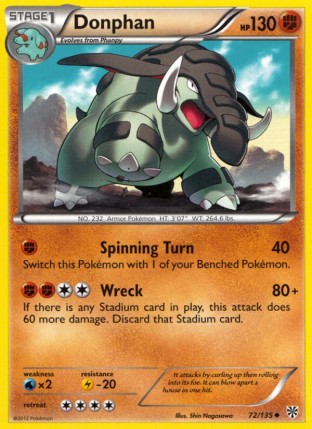 STAGE1 Donphan HP130
Evolves from Phanpy
NO. 232 Armor Pokémon HT. 3'07" WT. 264.6 lbs.
Spinning Turn 40
Switch this Pokémon with 1 of your Benched Pokémon.
Wreck 80+
If there is any Stadium card in play, this attack does
60 more damage. Discard that Stadium card.
weakness resistance
×2 -20
retreat
It attacks by curling up then rolling
into its foe. It can blow apart a
house in one hit.
©2012 Pokémon Illus. Shin Nagasawa 72/135